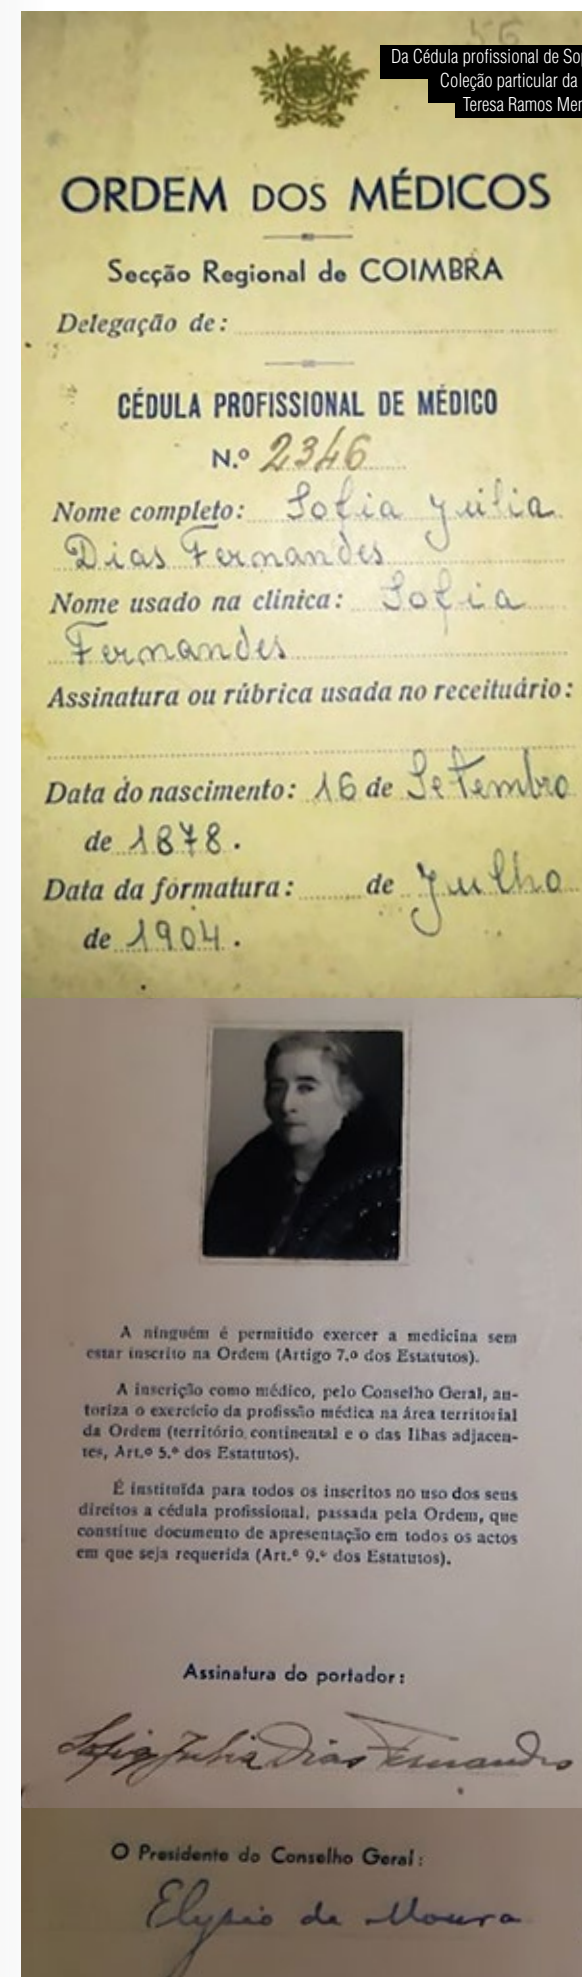 56
Da Cédula profissional de
Coleção particular da
Teresa Ramos
ORDEM DOS MÉDICOS
Secção Regional de COIMBRA
Delegação de:
CÉDULA PROFISSIONAL DE MÉDICO
N.º 2346
Nome completo: Sofia Júlia
Dias Fernandes
Nome usado na clinica: Sofia
Fernandes
Assinatura ou rúbrica usada no receituário:
Data do nascimento: 16 de Setembro
de 1878.
Data da formatura: de Julho
de 1904.
A ninguém é permitido exercer a medicina sem
estar inscrito na Ordem (Artigo 7.º dos Estatutos).
A inscrição como médico, pelo Conselho Geral, au-
toriza o exercício da profissão médica na área territorial
da Ordem (território continental e o das Ilhas adjacen-
tes, Art.º 5.º dos Estatutos).
É instituída para todos os inscritos no uso dos seus
direitos a cédula profissional, passada pela Ordem, que
constitue documento de apresentação em todos os actos
em que seja requerida (Art.º 9.º dos Estatutos).
Assinatura do portador:
Sofia Julia Dias Fernandes
O Presidente do Conselho Geral:
Elysio de Moura